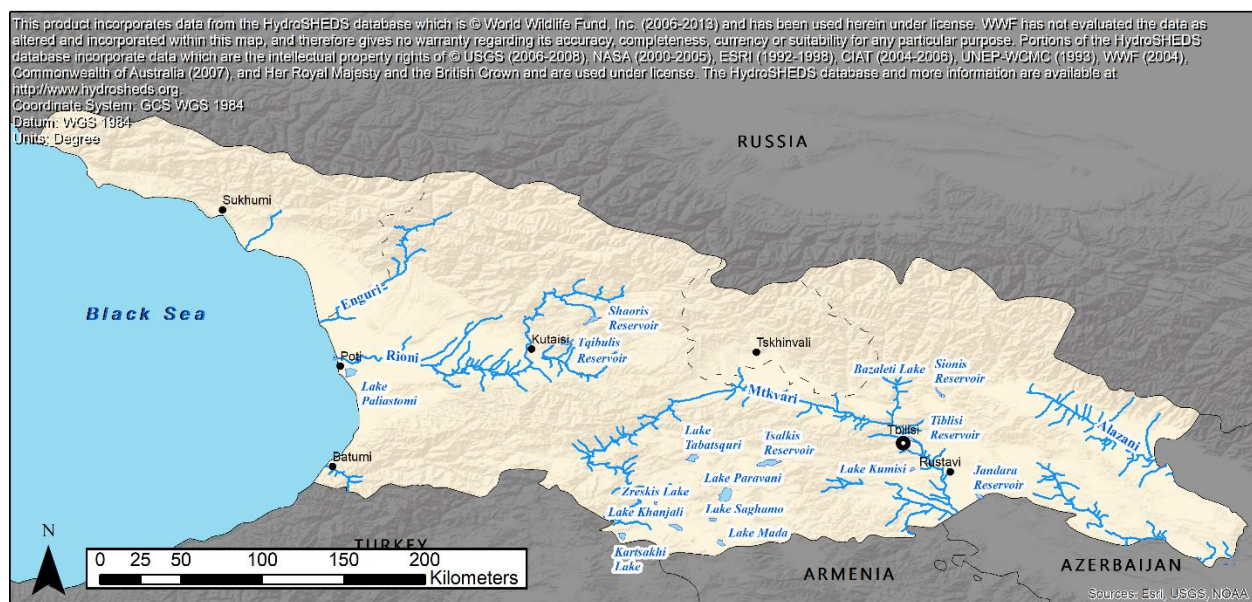 This product incorporates data from the HydroSHEDS database which is © World Wildlife Fund, Inc. (2006-2013) and has been used herein under license. WWF has not evaluated the data as
altered and incorporated within this map, and therefore gives no warranty regarding its accuracy, completeness, currency or suitability for any particular purpose. Portions of the HydroSHEDS
database incorporate data which are the intellectual property rights of © USGS (2006-2008), NASA (2000-2005), ESRI (1992-1998), CIAT (2004-2006), UNEP-WCMC (1993), WWF (2004),
Commonwealth of Australia (2007), and Her Royal Majesty and the British Crown and are used under license. The HydroSHEDS database and more information are available at
http://www.hydrosheds.org.
Coordinate System: GCS WGS 1984
Datum: WGS 1984
Units: Degree
RUSSIA
Sukhumi
Black Sea
Enguri
Shaoris
Reservoir
Kutaisi
Tqibulis
Reservoir
Tskhinvali
Poti
Rioni
Lake
Paliastomi
Bazaleti Lake
Sionis
Reservoir
Mtkvari
Tbilisi
Tiblisi
Reservoir
Alazani
Lake
Tabatsquri
Tsalkis
Reservoir
Batumi
Lake Kumisi
Rustavi
Jandara
Reservoir
Lake Paravani
Zreskis Lake
Lake Khanjali
Lake Saghamo
Lake Mada
Kartsakhi
Lake
TURKEY
ARMENIA
AZERBAIJAN
N
0 25 50 100 150 200
Kilometers
Sources: Esri, USGS, NOAA